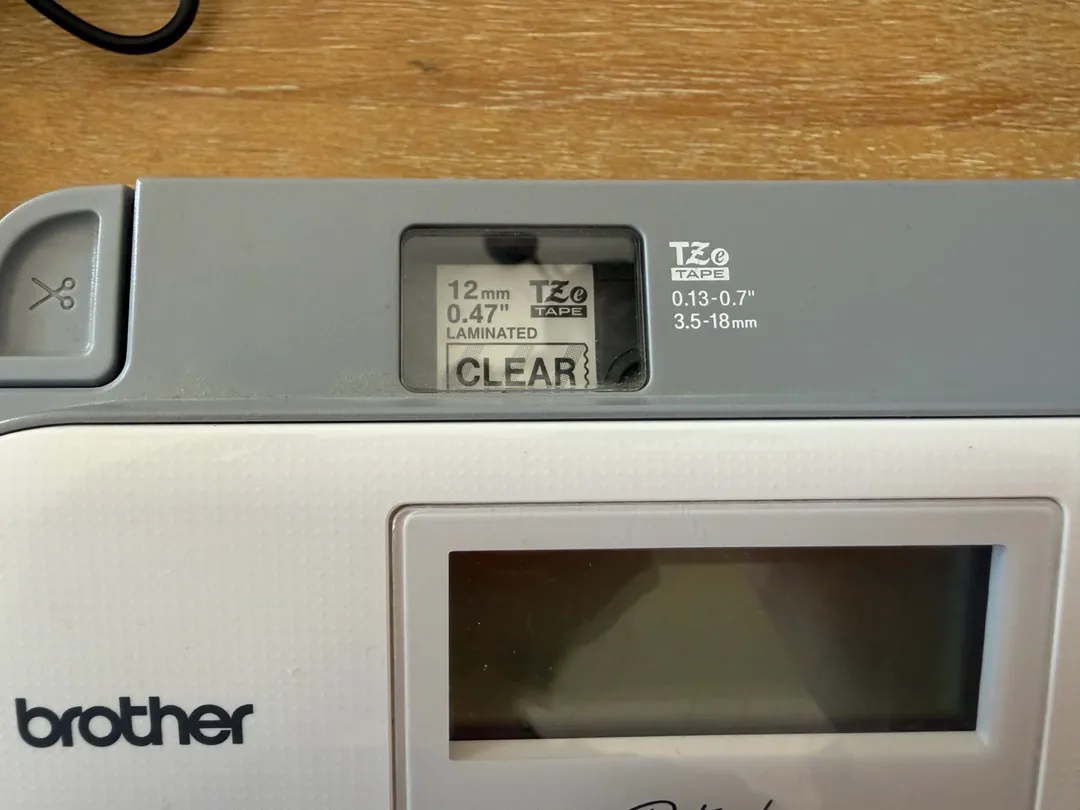 12mm TZe
0.47" TAPE
LAMINATED
CLEAR
TZe
TAPE
0.13-0.7"
3.5-18mm
brother